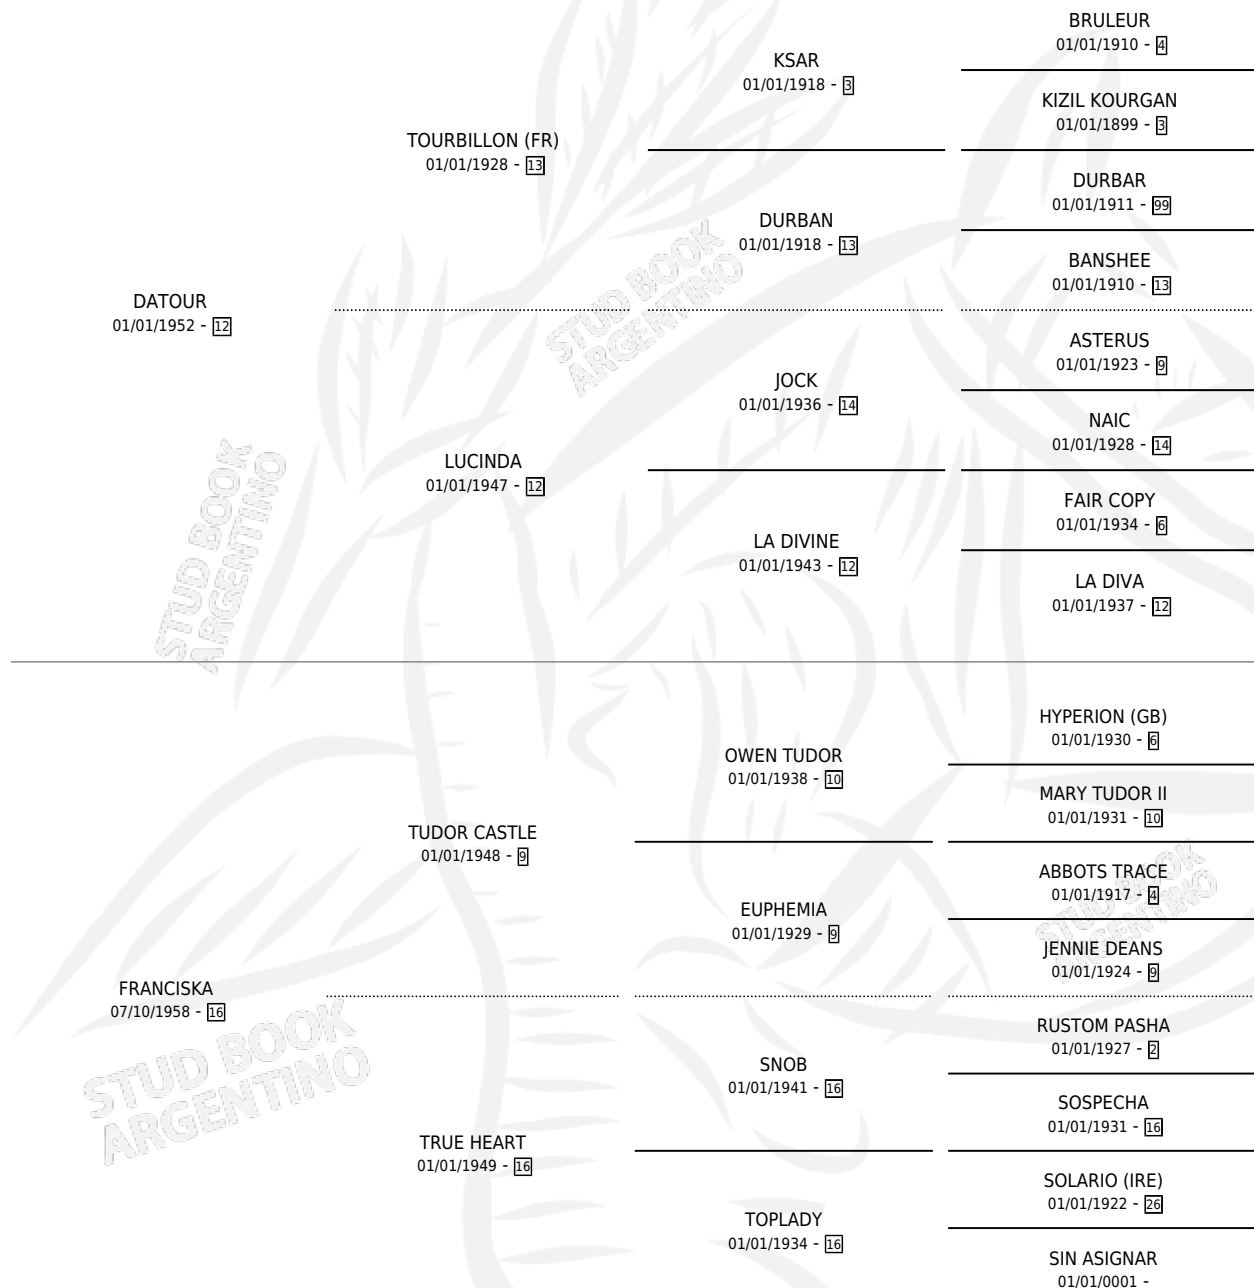 BRULEUR
01/01/1910 - 4
KSAR
01/01/1918 - 3
KIZIL KOURGAN
01/01/1899 - 3
TOURBILLON (FR)
01/01/1928 - 13
DURBAR
01/01/1911 - 99
DURBAN
01/01/1918 - 13
BANSHEE
01/01/1910 - 13
DATOUR
01/01/1952 - 12
STUD BOOK
ARGENTINO
ASTERUS
01/01/1923 - 9
JOCK
01/01/1936 - 14
NAIC
01/01/1928 - 14
LUCINDA
01/01/1947 - 12
FAIR COPY
01/01/1934 - 6
LA DIVINE
01/01/1943 - 12
LA DIVA
01/01/1937 - 12
STUD BOOK
ARGENTINO
HYPERION (GB)
01/01/1930 - 6
OWEN TUDOR
01/01/1938 - 10
MARY TUDOR II
01/01/1931 - 10
TUDOR CASTLE
01/01/1948 - 9
ABBOTS TRACE
01/01/1917 - 4
EUPHEMIA
01/01/1929 - 9
JENNIE DEANS
01/01/1924 - 9
STUD BOOK
ARGENTINO
FRANCISKA
07/10/1958 - 16
STUD BOOK
ARGENTINO
RUSTOM PASHA
01/01/1927 - 2
SNOB
01/01/1941 - 16
SOSPECHA
01/01/1931 - 16
TRUE HEART
01/01/1949 - 16
SOLARIO (IRE)
01/01/1922 - 26
TOPLADY
01/01/1934 - 16
SIN ASIGNAR
01/01/0001 -